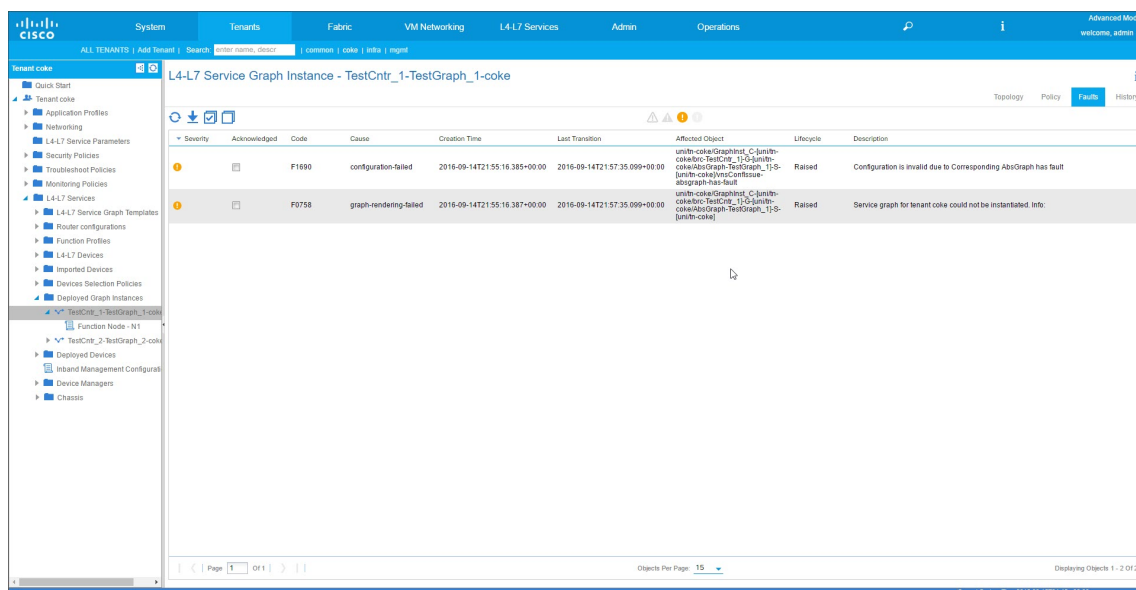 CISCO
System Tenants Fabric VM Networking L4-L7 Services Admin Operations i
welcome, admin
ALL TENANTS | Add Tenant | Search: enter name, descr | common | coke | infra | mgmt
Tenant coke
Quick Start
Tenant coke
Application Profiles
Networking
L4-L7 Service Parameters
Security Policies
Troubleshoot Policies
Monitoring Policies
L4-L7 Services
L4-L7 Service Graph Templates
Router configurations
Function Profiles
L4-L7 Devices
Imported Devices
Devices Selection Policies
Deployed Graph Instances
TestCntr_1-TestGraph_1-coke
Function Node - N1
TestCntr_2-TestGraph_2-coke
Deployed Devices
Inband Management Configurati
Device Managers
Chassis
L4-L7 Service Graph Instance - TestCntr_1-TestGraph_1-coke
Topology Policy Faults History
Severity Acknowledged Code Cause Creation Time Last Transition Affected Object Lifecycle Description
F1690 configuration-failed 2016-09-14T21:55:16.385+00:00 2016-09-14T21:57:35.099+00:00
uni/tn-coke/GraphInst_C-[uni/tn-
coke/brc-TestCntr_1]-G-[uni/tn-
coke/AbsGraph-TestGraph_1]-S-
[uni/tn-coke]/vnsConfIssue-
absgraph-has-fault
Raised Configuration is invalid due to Corresponding AbsGraph has fault
F0758 graph-rendering-failed 2016-09-14T21:55:16.387+00:00 2016-09-14T21:57:35.099+00:00
uni/tn-coke/GraphInst_C-[uni/tn-
coke/brc-TestCntr_1]-G-[uni/tn-
coke/AbsGraph-TestGraph_1]-S-
[uni/tn-coke]
Raised Service graph for tenant coke could not be instantiated. Info:
Page 1 Of 1 Objects Per Page: 15 Displaying Objects 1 - 2 Of 2